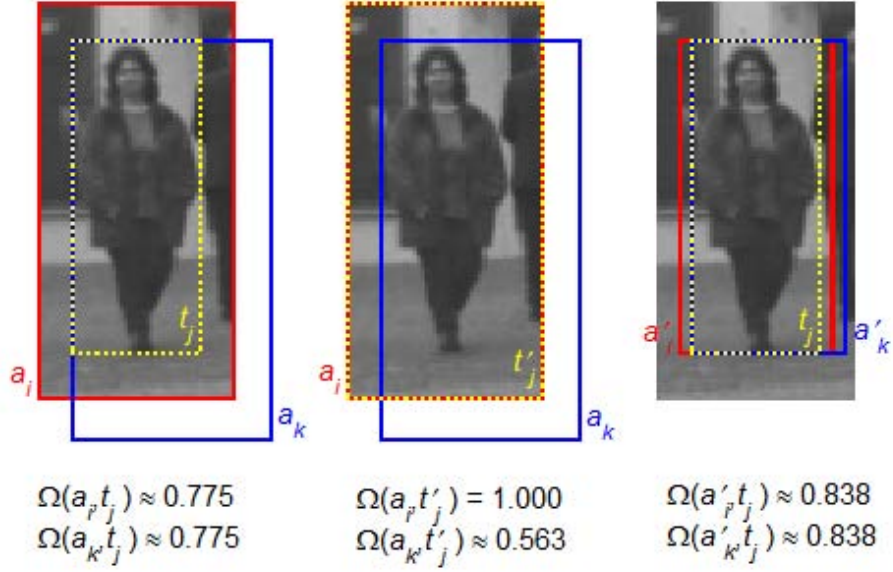 t_j
a_i
a_k
Ω(a_i, t_j) ≈ 0.775
Ω(a_k, t_j) ≈ 0.775
a_i
t′_j
a_k
Ω(a_i, t′_j) = 1.000
Ω(a_k, t′_j) ≈ 0.563
a′_i
t_j
a′_k
Ω(a′_i, t_j) ≈ 0.838
Ω(a′_k, t_j) ≈ 0.838